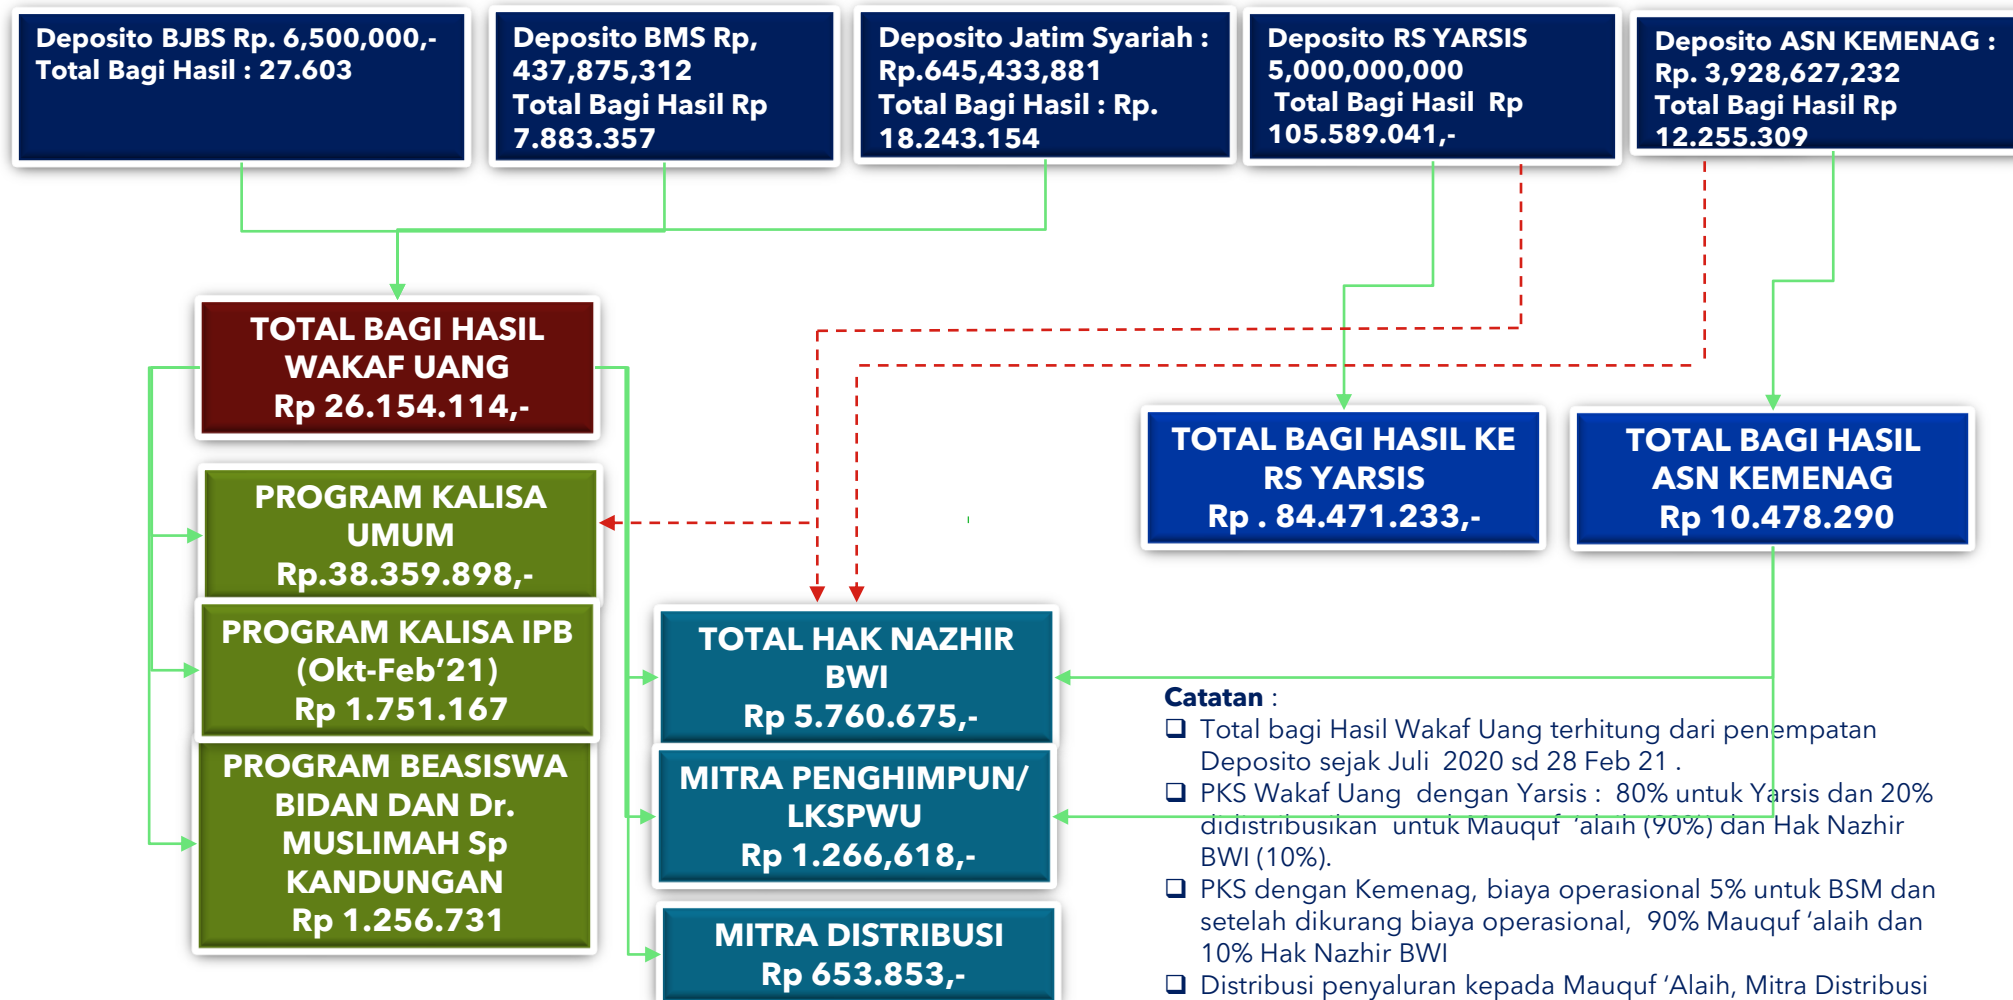 Deposito BJBS Rp. 6,500,000,-
Total Bagi Hasil : 27.603
Deposito BMS Rp,
437,875,312
Total Bagi Hasil Rp
7.883.357
Deposito Jatim Syariah :
Rp.645,433,881
Total Bagi Hasil : Rp.
18.243.154
Deposito RS YARSIS
5,000,000,000
Total Bagi Hasil Rp
105.589.041,-
Deposito ASN KEMENAG :
Rp. 3,928,627,232
Total Bagi Hasil Rp
12.255.309
TOTAL BAGI HASIL
WAKAF UANG
Rp 26.154.114,-
TOTAL BAGI HASIL KE
RS YARSIS
Rp . 84.471.233,-
TOTAL BAGI HASIL
ASN KEMENAG
Rp 10.478.290
PROGRAM KALISA
UMUM
Rp.38.359.898,-
PROGRAM KALISA IPB
(Okt-Feb’21)
Rp 1.751.167
PROGRAM BEASISWA
BIDAN DAN Dr.
MUSLIMAH Sp
KANDUNGAN
Rp 1.256.731
TOTAL HAK NAZHIR
BWI
Rp 5.760.675,-
MITRA PENGHIMPUN/
LKSPWU
Rp 1.266,618,-
MITRA DISTRIBUSI
Rp 653.853,-
Catatan :
❑ Total bagi Hasil Wakaf Uang terhitung dari penempatan
Deposito sejak Juli 2020 sd 28 Feb 21 .
❑ PKS Wakaf Uang dengan Yarsis : 80% untuk Yarsis dan 20%
didistribusikan untuk Mauquf ‘alaih (90%) dan Hak Nazhir
BWI (10%).
❑ PKS dengan Kemenag, biaya operasional 5% untuk BSM dan
setelah dikurang biaya operasional, 90% Mauquf ‘alaih dan
10% Hak Nazhir BWI
❑ Distribusi penyaluran kepada Mauquf ‘Alaih, Mitra Distribusi